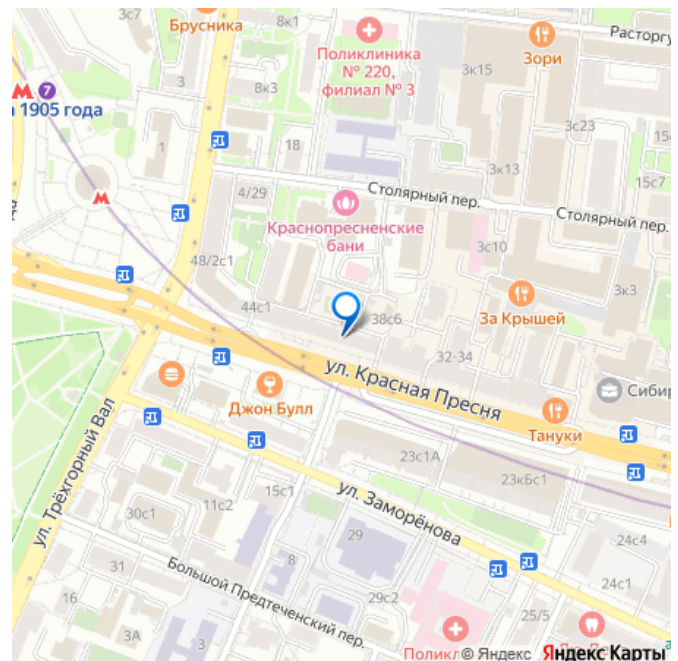 3с7
Брусника
8к1
Поликлиника
№ 220,
филиал № 3
Зори
Расторгу
3
8к3
3к15
7
1905 года
3с23
1
18
3к13
15с7
4/29
Столярный пер.
Столярный пер.
Краснопресненские
бани
3с10
48/2с1
3к3
44с1
38с6
За Крышей
32-34
ул. Красная Пресня
Сибир
Джон Булл
Тануки
ул. Трёхгорный Вал
23с1А
23к6с1
15с1
ул. Заморёнова
11с2
30с1
29
24с4
8
31
Большой Предтеченский пер.
24с1
16
29с2
25/5
3А
3
Поликл
© Яндекс
Яндекс Карты